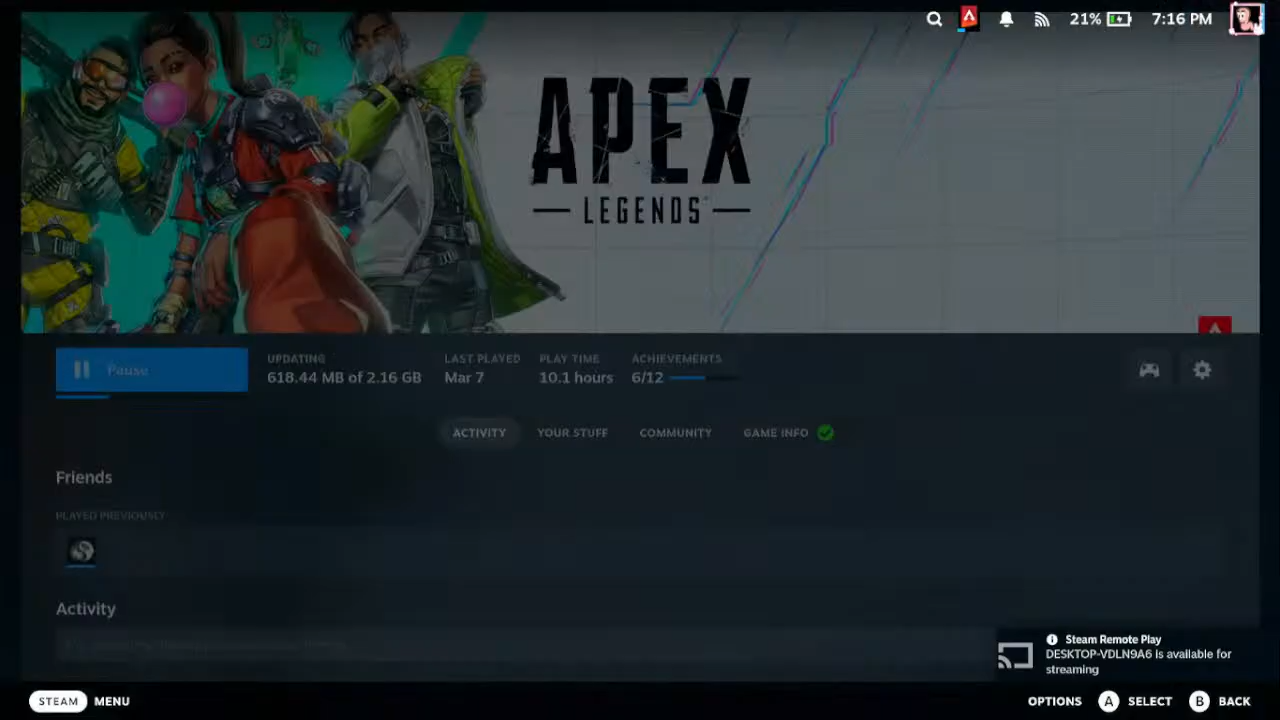 21%
7:16 PM
APEX
LEGENDS
Pause
UPDATING
618.44 MB of 2.16 GB
LAST PLAYED
Mar 7
PLAY TIME
10.1 hours
ACHIEVEMENTS
6/12
ACTIVITY
YOUR STUFF
COMMUNITY
GAME INFO
Friends
PLAYED PREVIOUSLY
Activity
Steam Remote Play
DESKTOP-VDLN9A6 is available for
streaming
STEAM MENU
OPTIONS
A SELECT
B BACK